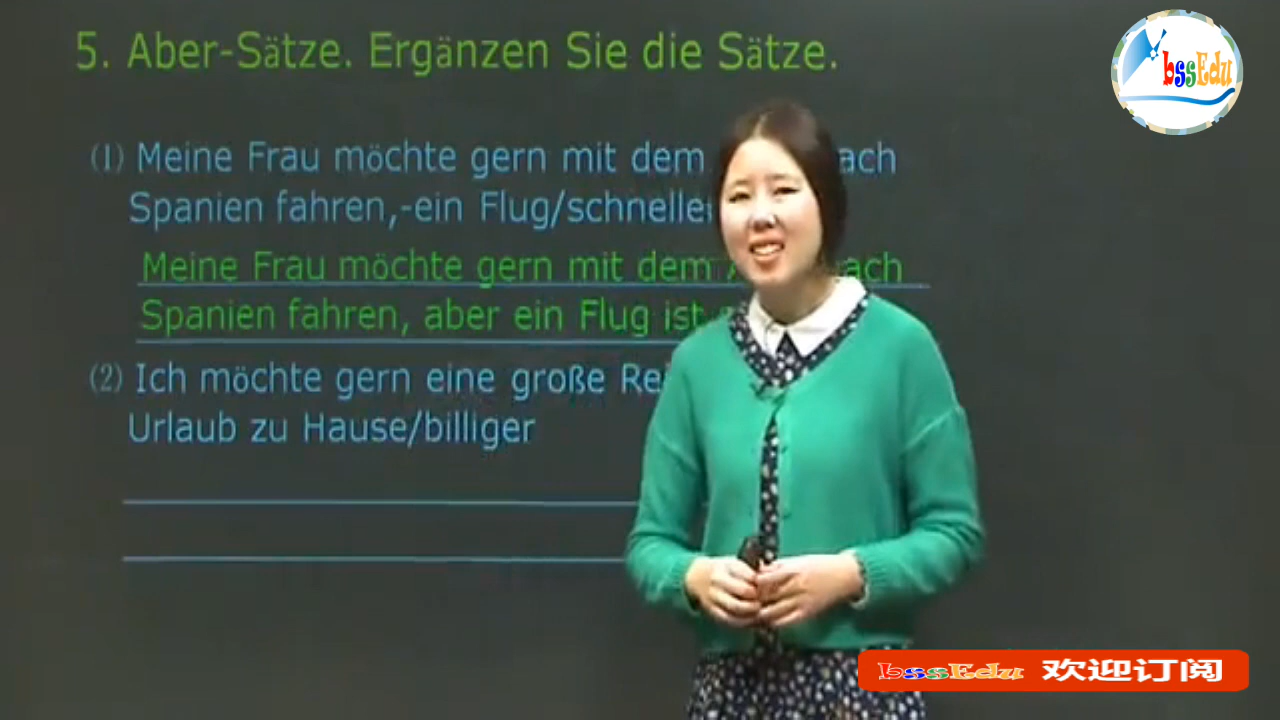 5. Aber-Sätze. Ergänzen Sie die Sätze.
bssEdu
(1) Meine Frau möchte gern mit dem
Spanien fahren,-ein Flug/schneller
Meine Frau möchte gern mit dem
Spanien fahren, aber ein Flug ist
(2) Ich möchte gern eine große
Urlaub zu Hause/billiger
bssEdu 欢迎订阅